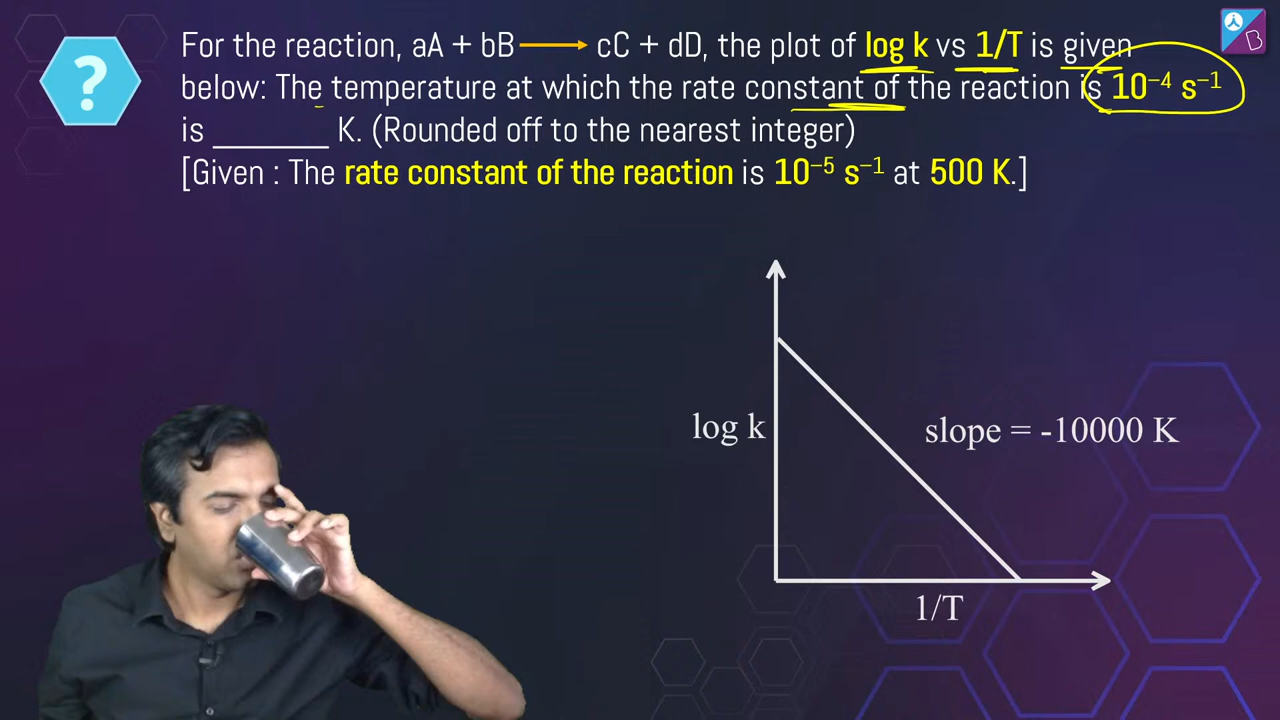 ?
For the reaction, aA + bB ⟶ cC + dD, the plot of log k vs 1/T is given
below: The temperature at which the rate constant of the reaction is 10⁻⁴ s⁻¹
is _______ K. (Rounded off to the nearest integer)
[Given : The rate constant of the reaction is 10⁻⁵ s⁻¹ at 500 K.]
B
log k
slope = -10000 K
1/T